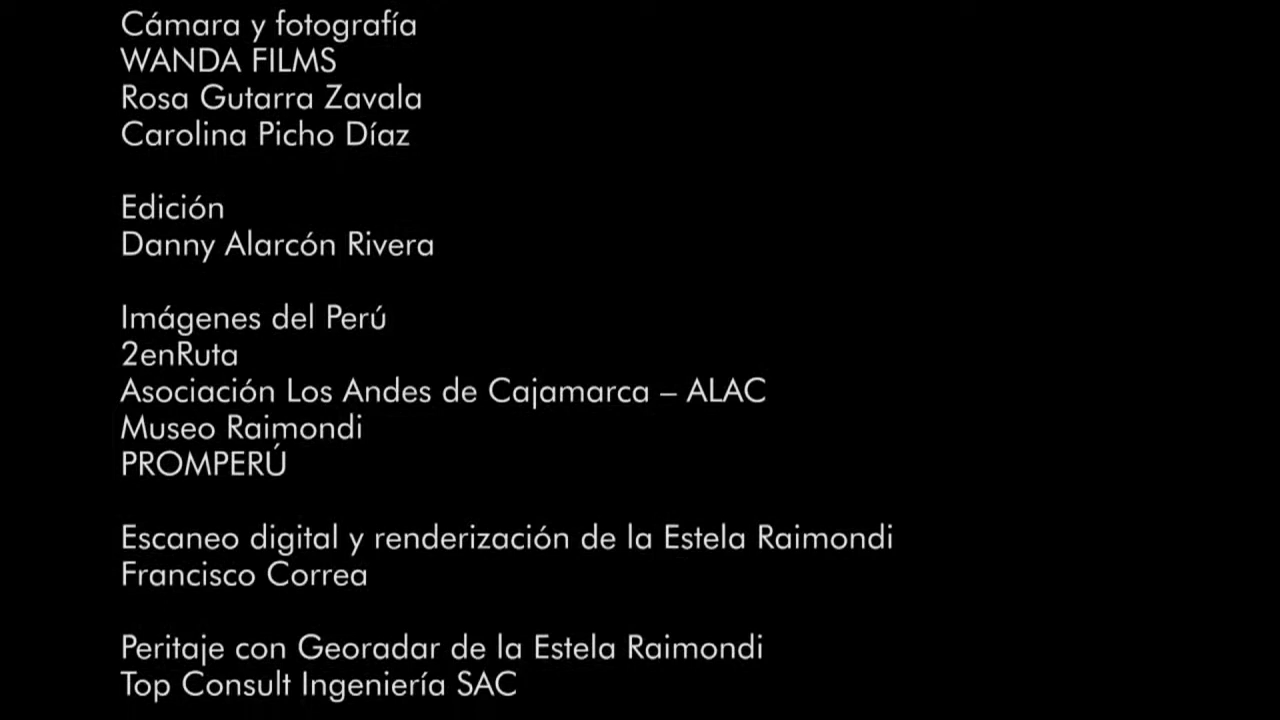 Cámara y fotografía
WANDA FILMS
Rosa Gutarra Zavala
Carolina Picho Díaz
Edición
Danny Alarcón Rivera
Imágenes del Perú
2enRuta
Asociación Los Andes de Cajamarca – ALAC
Museo Raimondi
PROMPERÚ
Escaneo digital y renderización de la Estela Raimondi
Francisco Correa
Peritaje con Georadar de la Estela Raimondi
Top Consult Ingeniería SAC